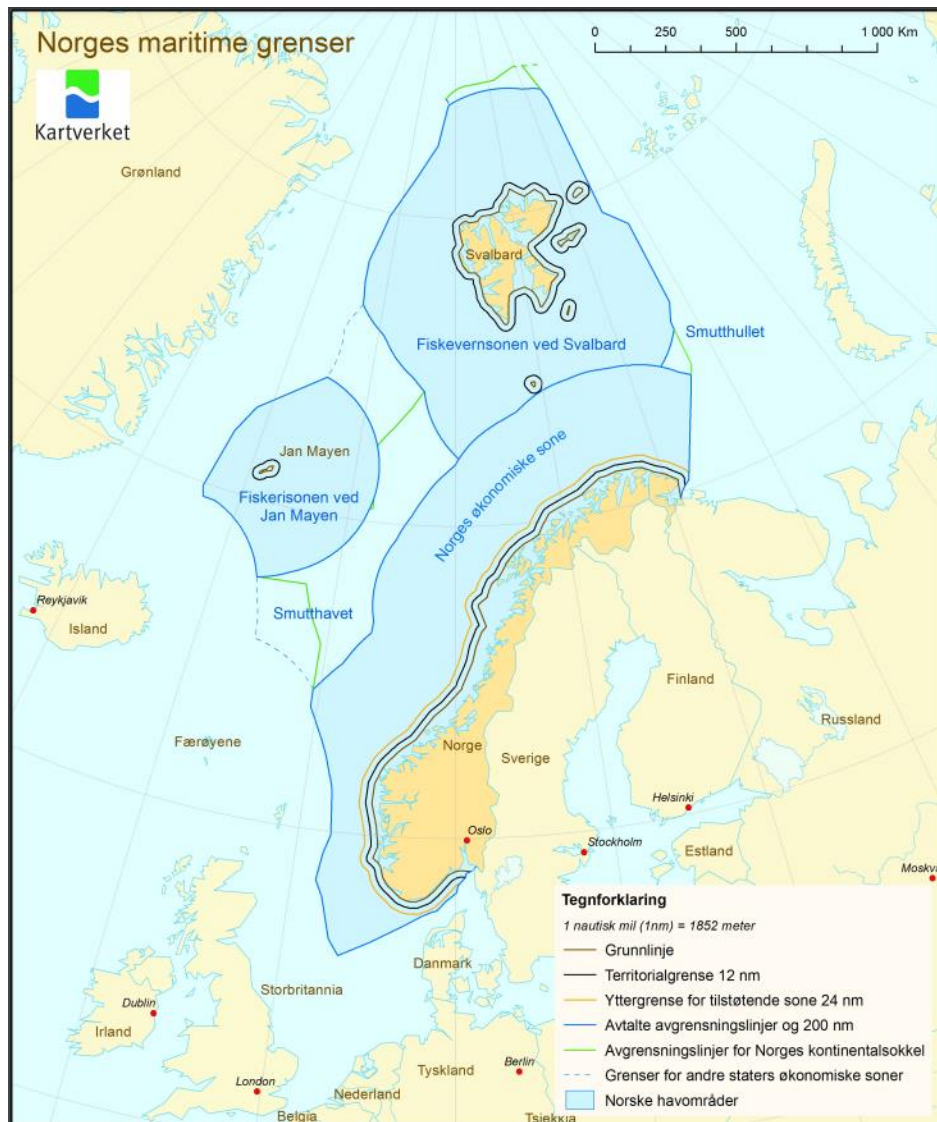 Norges maritime grenser
0 250 500 1 000 Km
Kartverket
Grønland
Svalbard
Fiskevernsonen ved Svalbard
Smutthullet
Norges økonomiske sone
Jan Mayen
Fiskerisonen ved
Jan Mayen
Reykjavik
Island
Smutthavet
Finland
Russland
Færøyene
Norge
Sverige
Helsinki
Oslo
Stockholm
Estland
Moskv
Danmark
Storbritannia
Dublin
Irland
London
Nederland
Tyskland
Berlin
Belgia
Tsjekkia
Tegnforklaring
1 nautisk mil (1nm) = 1852 meter
Grunnlinje
Territorialgrense 12 nm
Yttergrense for tilstøtende sone 24 nm
Avtalte avgrensningslinjer og 200 nm
Avgrensningslinjer for Norges kontinentalsokkel
Grenser for andre staters økonomiske soner
Norske havområder